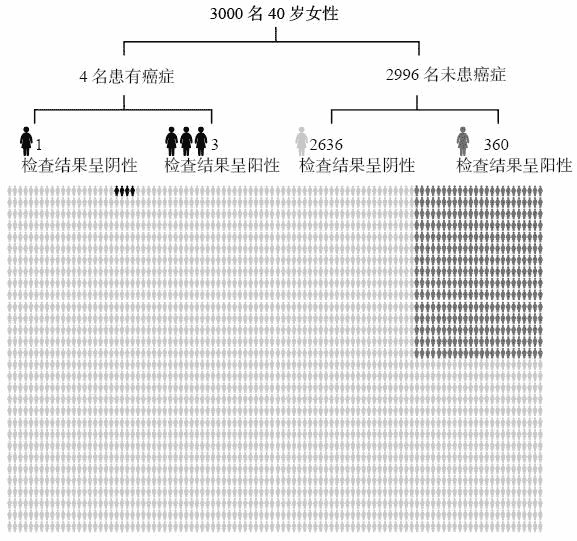 3000 名 40 岁女性
4 名患有癌症
2996 名未患癌症
1
检查结果呈阴性
3
检查结果呈阳性
2636
检查结果呈阴性
360
检查结果呈阳性